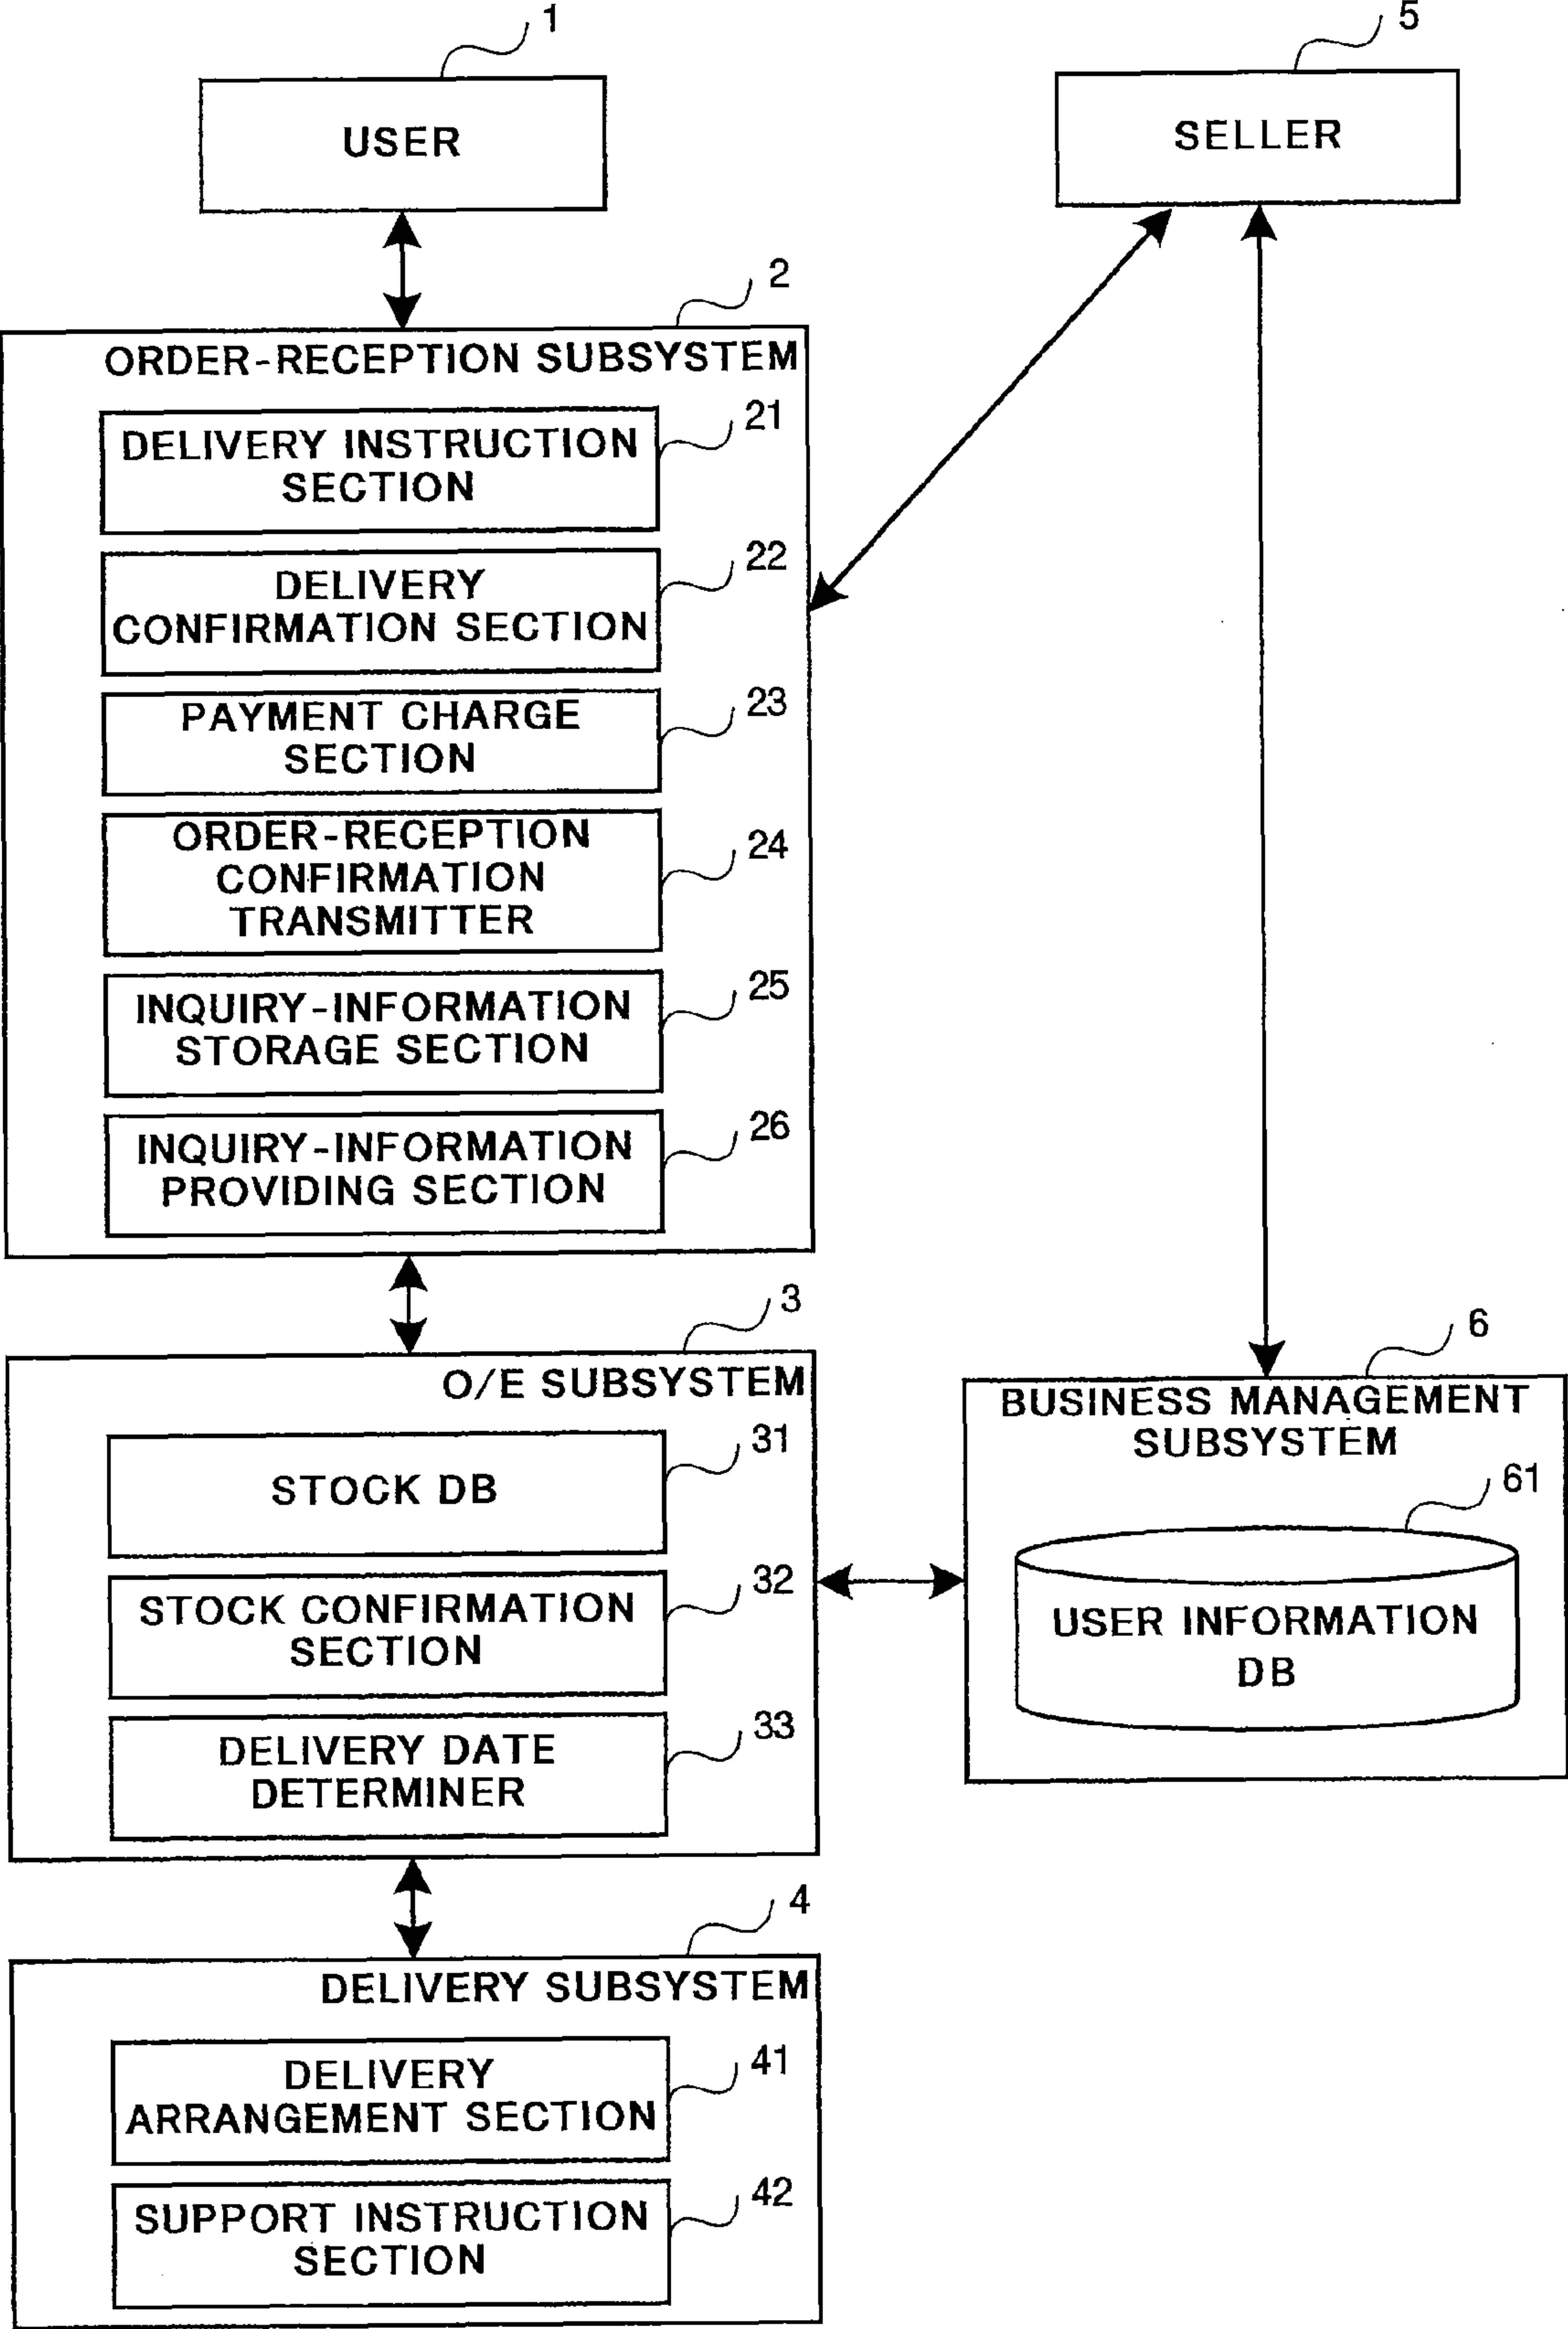 1
USER
5
SELLER
2
ORDER-RECEPTION SUBSYSTEM
21
DELIVERY INSTRUCTION
SECTION
22
DELIVERY
CONFIRMATION SECTION
23
PAYMENT CHARGE
SECTION
24
ORDER-RECEPTION
CONFIRMATION
TRANSMITTER
25
INQUIRY-INFORMATION
STORAGE SECTION
26
INQUIRY-INFORMATION
PROVIDING SECTION
3
O/E SUBSYSTEM
31
STOCK DB
32
STOCK CONFIRMATION
SECTION
33
DELIVERY DATE
DETERMINER
6
BUSINESS MANAGEMENT
SUBSYSTEM
61
USER INFORMATION
DB
4
DELIVERY SUBSYSTEM
41
DELIVERY
ARRANGEMENT SECTION
42
SUPPORT INSTRUCTION
SECTION